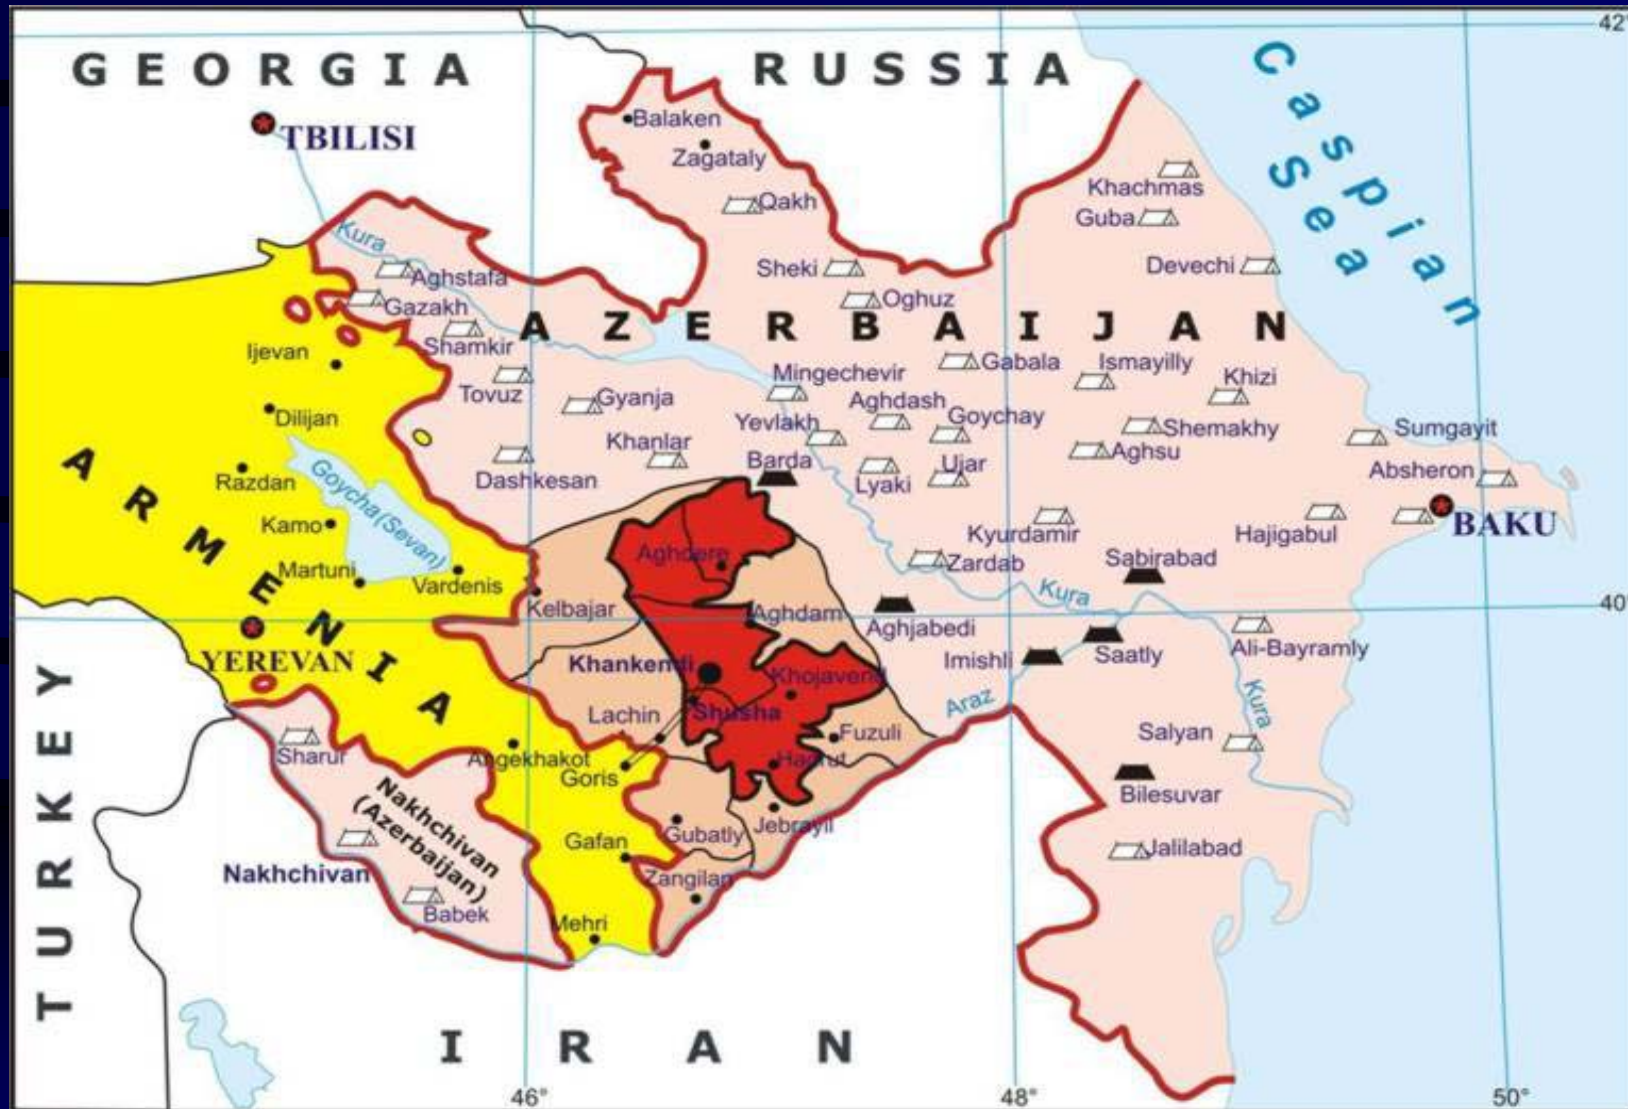 42°
GEORGIA
RUSSIA
Caspian
Sea
TBILISI
Balaken
Zagataly
Qakh
Khachmas
Guba
Kura
Aghstafa
Sheki
Devechi
Gazakh
Oghuz
AZERBAIJAN
Shamkir
Ijevan
Gabala
Ismayilly
Mingechevir
Khizi
Tovuz
Gyanja
Aghdash
Dilijan
Yevlakh
Goychay
Shemakhy
Sumgayit
Khanlar
Aghsu
ARMENIA
Barda
Ujar
Absheron
Razdan
Goycha(Sevan)
Dashkesan
Lyaki
Kamo
Kyurdamir
Hajigabul
BAKU
Aghdere
Sabirabad
Martuni
Vardenis
Zardab
Kelbajar
Kura
40°
Aghdam
Aghjabedi
YEREVAN
Khankendi
Imishli
Saatly
Ali-Bayramly
Khojavend
Araz
Kura
Lachin
Shusha
TURKEY
Fuzuli
Salyan
Sharur
Angekhakot
Hadrut
Goris
Bilesuvar
Nakhchivan
(Azerbaijan)
Gubatly
Jebrayil
Gafan
Jalilabad
Nakhchivan
Zangilan
Babek
Mehri
IRAN
46°
48°
50°